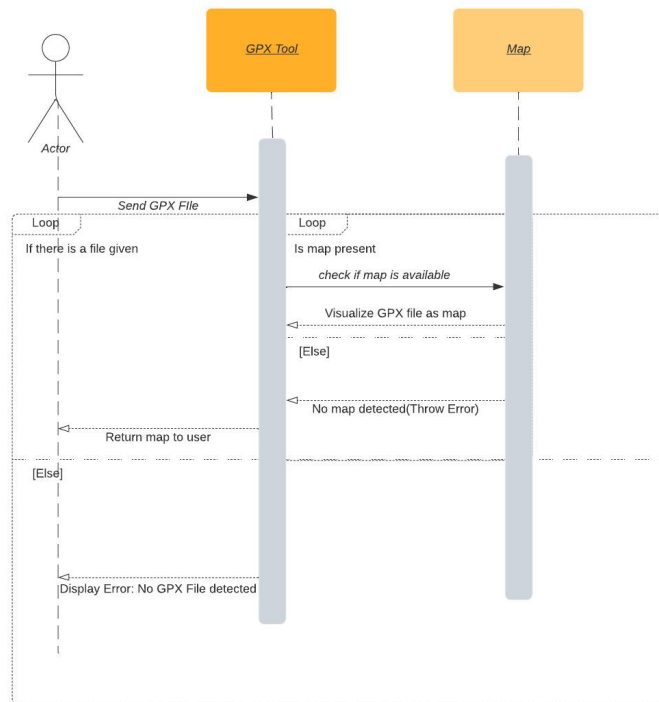 GPX Tool
Map
Actor
Send GPX FIle
Loop
Loop
If there is a file given
Is map present
check if map is available
Visualize GPX file as map
[Else]
No map detected(Throw Error)
Return map to user
[Else]
Display Error: No GPX File detected